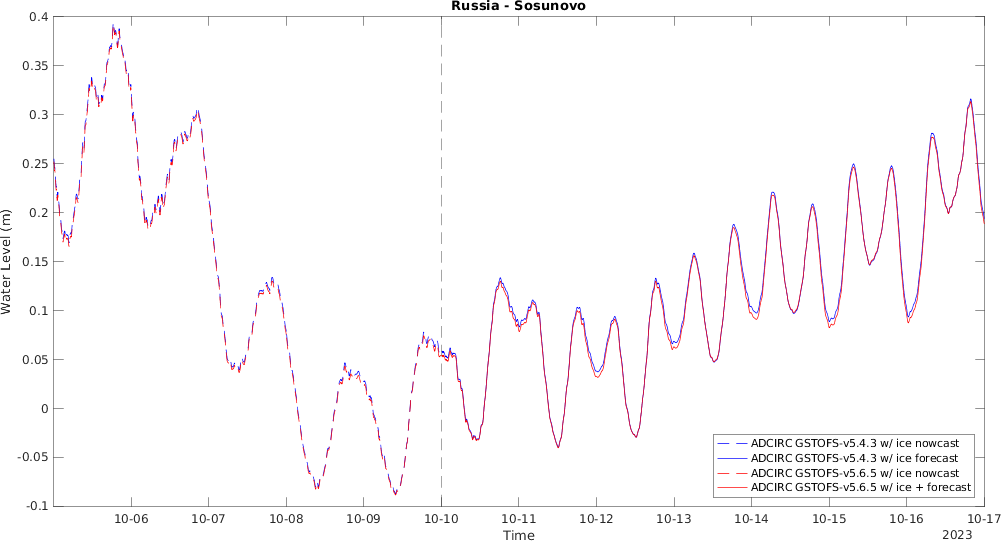 Russia - Sosunovo
0.4
0.35
0.3
0.25
0.2
0.15
0.1
0.05
0
-0.05
-0.1
Water Level (m)
10-06 10-07 10-08 10-09 10-10 10-11 10-12 10-13 10-14 10-15 10-16 10-17
Time
2023
ADCIRC GSTOFS-v5.4.3 w/ ice nowcast
ADCIRC GSTOFS-v5.4.3 w/ ice forecast
ADCIRC GSTOFS-v5.6.5 w/ ice nowcast
ADCIRC GSTOFS-v5.6.5 w/ ice + forecast